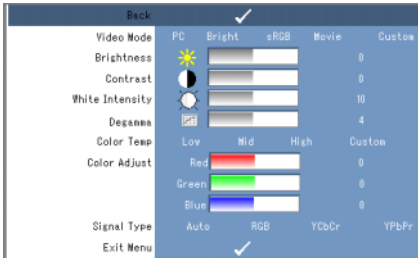 Back
Video Mode PC Bright sRGB Movie Custom
Brightness 0
Contrast 0
White Intensity 10
Degamma 4
Color Temp Low Mid High Custom
Color Adjust Red 0
Green 0
Blue 0
Signal Type Auto RGB YCbCr YPbPr
Exit Menu